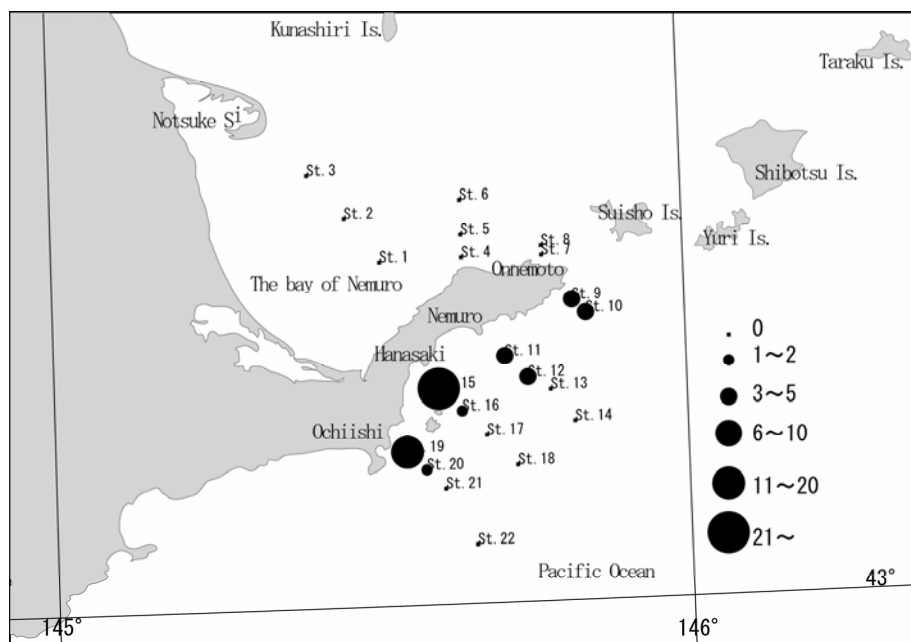 Kunashiri Is.
Taraku Is.
Notsuke Si
St. 3
Shibotsu Is.
St. 6
St. 2
Suisho Is.
St. 5
Yuri Is.
St. 8
St. 7
St. 4
St. 1
Onnemoto
The bay of Nemuro
St. 9
St. 10
Nemuro
0
St. 11
1～2
Hanasaki
St. 12
15
St. 13
3～5
St. 16
St. 14
Ochiishi
St. 17
6～10
19
St. 18
St. 20
St. 21
11～20
21～
St. 22
Pacific Ocean
43°
145°
146°